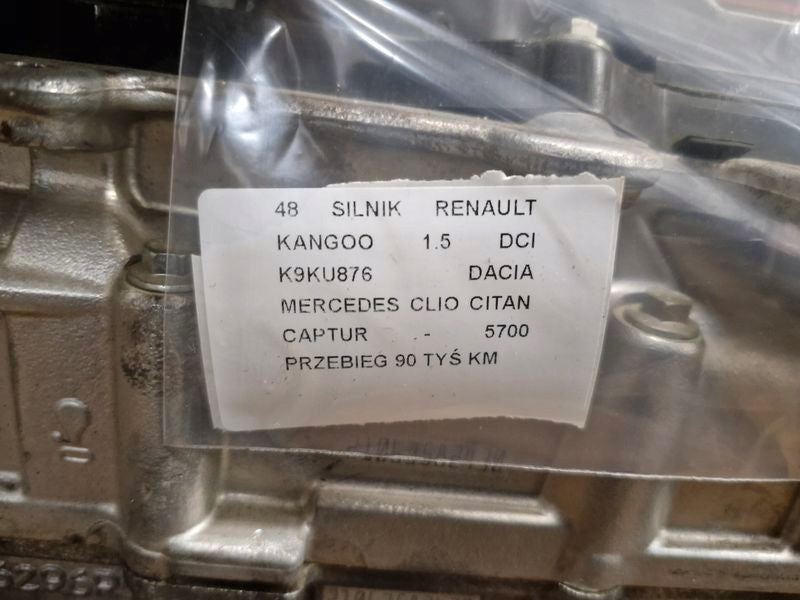 48 SILNIK RENAULT
KANGOO 1.5 DCI
K9KU876 DACIA
MERCEDES CLIO CITAN
CAPTUR - 5700
PRZEBIEG 90 TYŚ KM